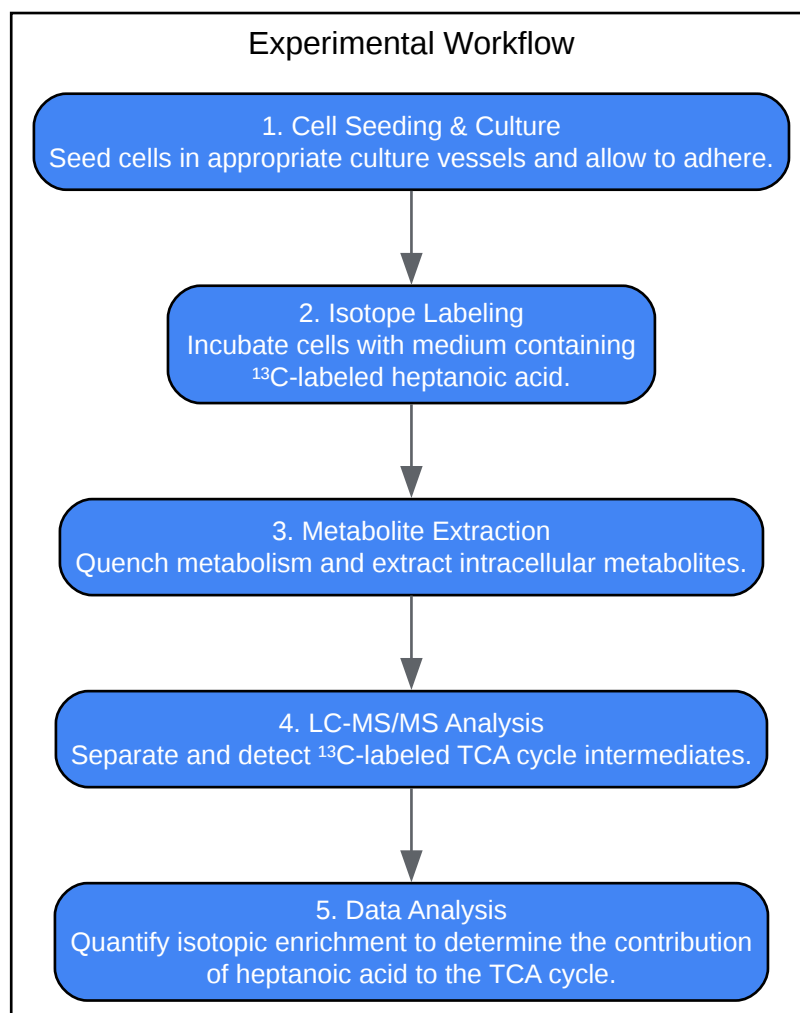 Experimental Workflow
1. Cell Seeding & Culture
Seed cells in appropriate culture vessels and allow to adhere.
2. Isotope Labeling
Incubate cells with medium containing
¹³C-labeled heptanoic acid.
3. Metabolite Extraction
Quench metabolism and extract intracellular metabolites.
4. LC-MS/MS Analysis
Separate and detect ¹³C-labeled TCA cycle intermediates.
5. Data Analysis
Quantify isotopic enrichment to determine the contribution
of heptanoic acid to the TCA cycle.